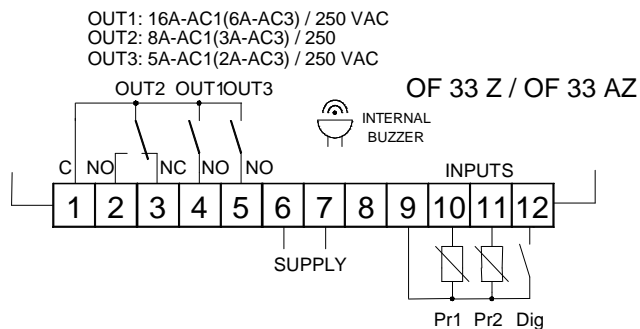 OUT1: 16A-AC1(6A-AC3) / 250 VAC
OUT2: 8A-AC1(3A-AC3) / 250
OUT3: 5A-AC1(2A-AC3) / 250 VAC
OF 33 Z / OF 33 AZ
OUT2 OUT1 OUT3
INTERNAL
BUZZER
C NO NC NO NO INPUTS
1 2 3 4 5 6 7 8 9 10 11 12
SUPPLY
Pr1 Pr2 Dig